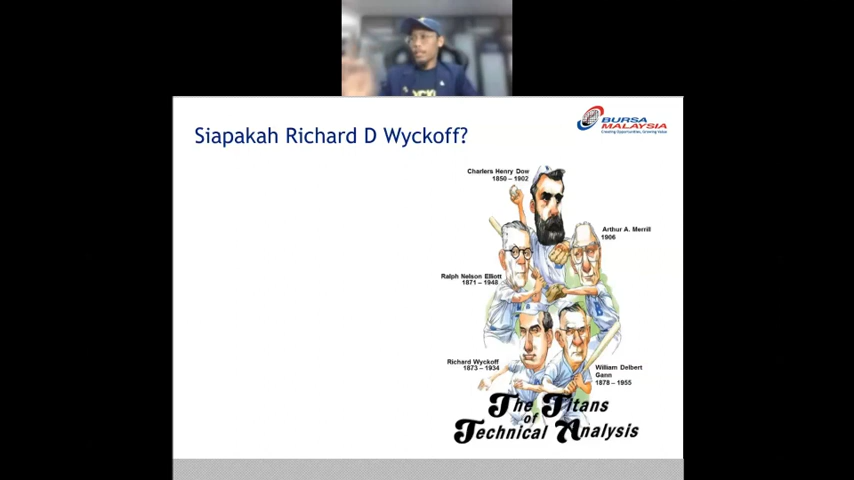 Siapakah Richard D Wyckoff?
BURSA
MALAYSIA
Creating Opportunities, Growing Value
Charlers Henry Dow
1850 – 1902
Arthur A. Merrill
1906
Ralph Nelson Elliott
1871 – 1948
B
Richard Wyckoff
1873 – 1934
William Delbert
Gann
1878 – 1955
The Titans
of
Technical Analysis